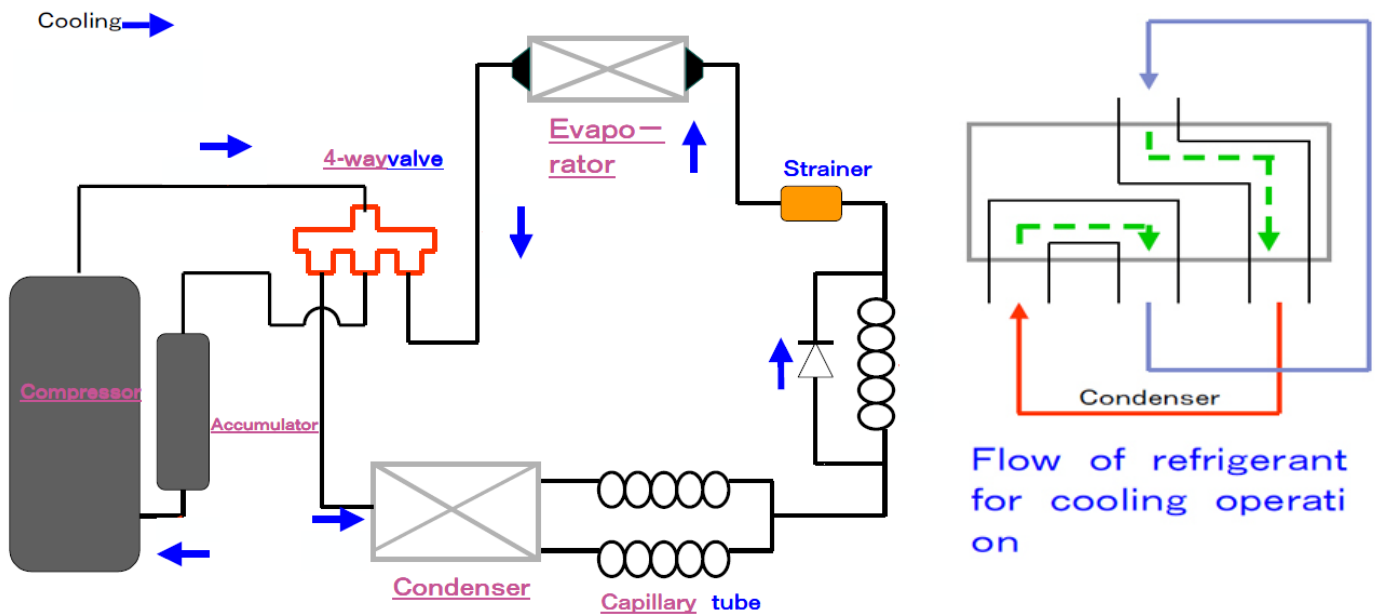 Cooling
Evapo-
rator
4-wayvalve
Strainer
Compressor
Accumulator
Condenser
Capillary tube
Condenser
Flow of refrigerant
for cooling operati
on